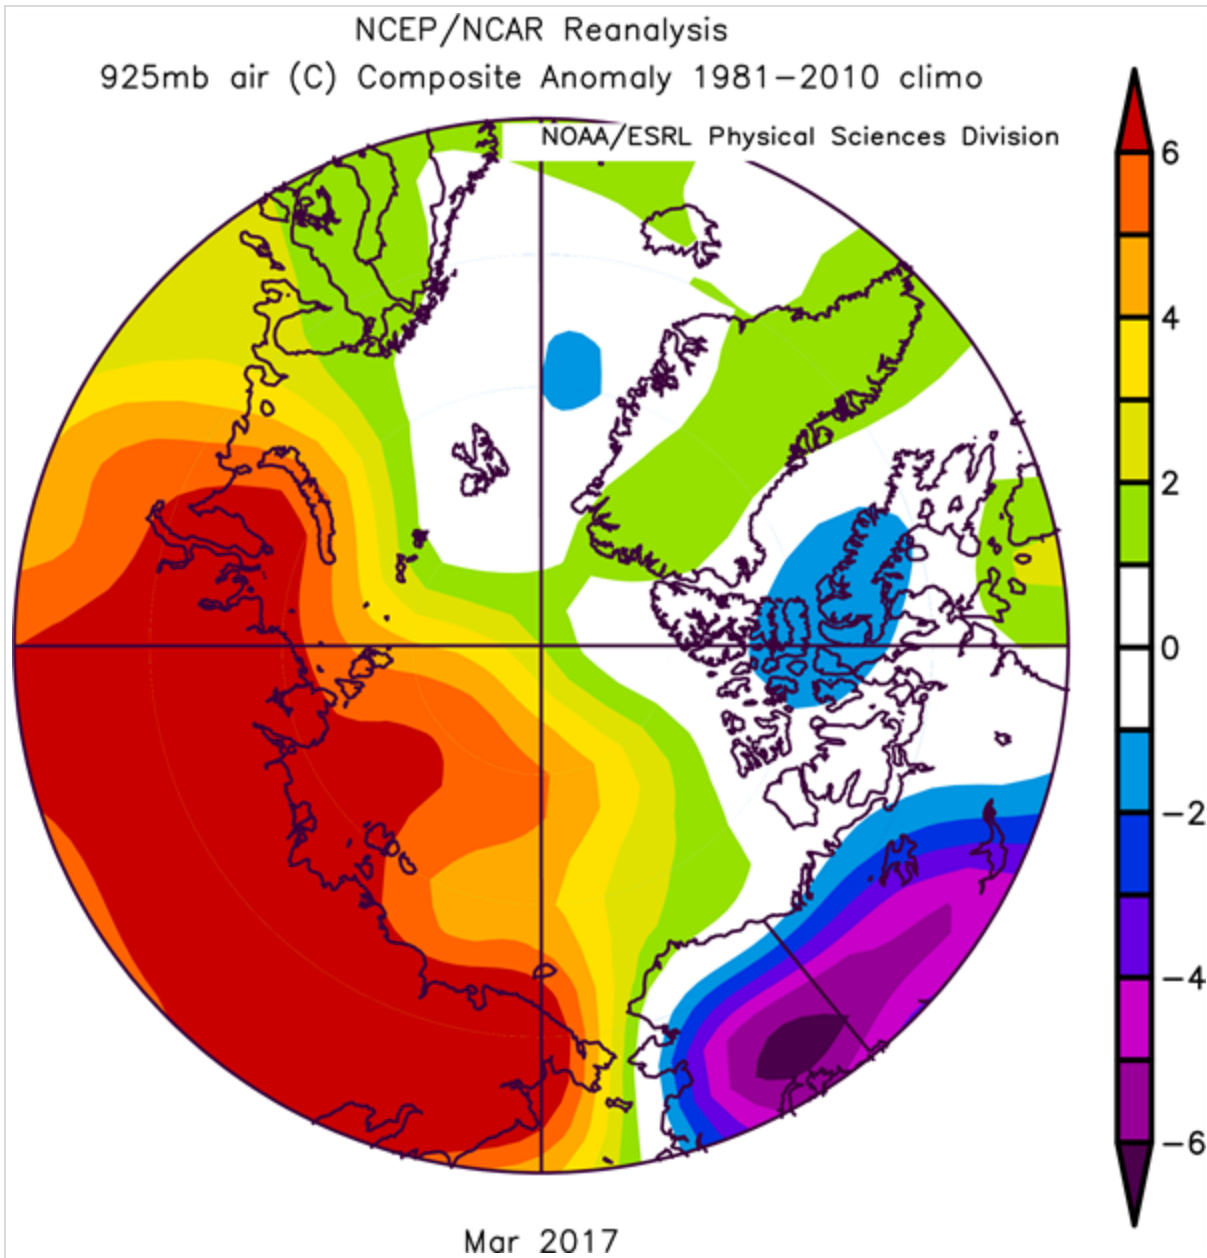 NCEP/NCAR Reanalysis
925mb air (C) Composite Anomaly 1981−2010 climo
NOAA/ESRL Physical Sciences Division
6
4
2
0
−2
−4
−6
Mar 2017